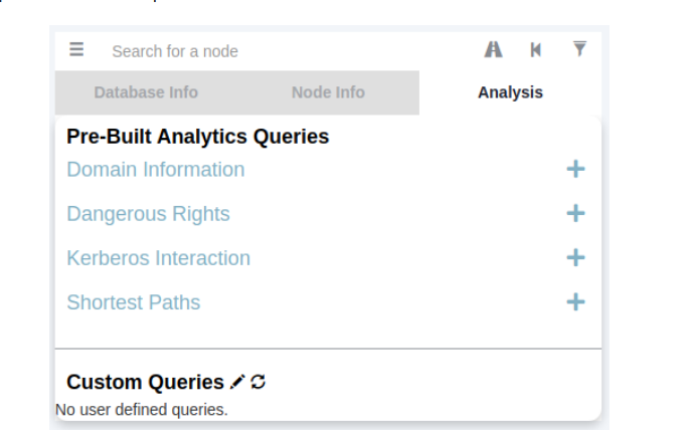 Search for a node
Database Info Node Info Analysis
Pre-Built Analytics Queries
Domain Information
Dangerous Rights
Kerberos Interaction
Shortest Paths
Custom Queries
No user defined queries.